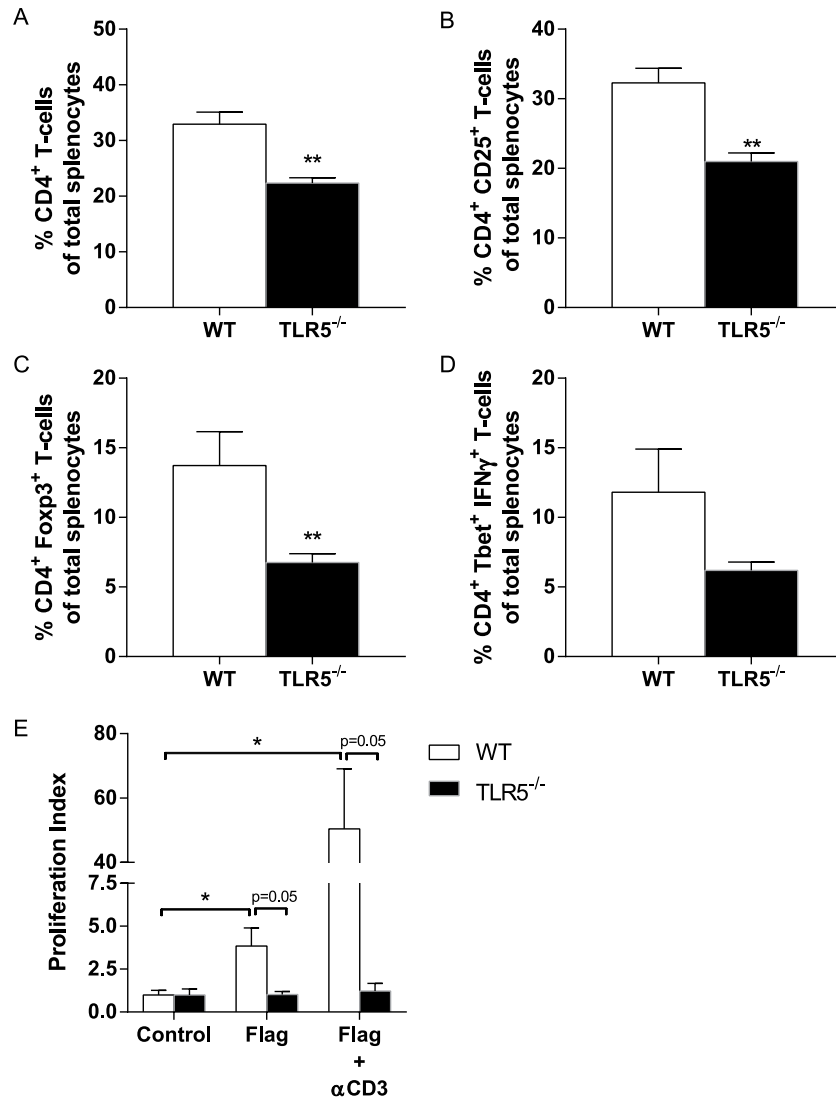 A
% CD4+ T-cells
of total splenocytes
50
40
30
20
10
0
**
WT
TLR5-/-
B
% CD4+ CD25+ T-cells
of total splenocytes
40
30
20
10
0
**
WT
TLR5-/-
C
% CD4+ Foxp3+ T-cells
of total splenocytes
20
15
10
5
0
**
WT
TLR5-/-
D
% CD4+ Tbet+ IFNγ+ T-cells
of total splenocytes
20
15
10
5
0
WT
TLR5-/-
E
Proliferation Index
80
60
40
7.5
5.0
2.5
0.0
*
p=0.05
*
p=0.05
Control
Flag
Flag
+
αCD3
WT
TLR5-/-